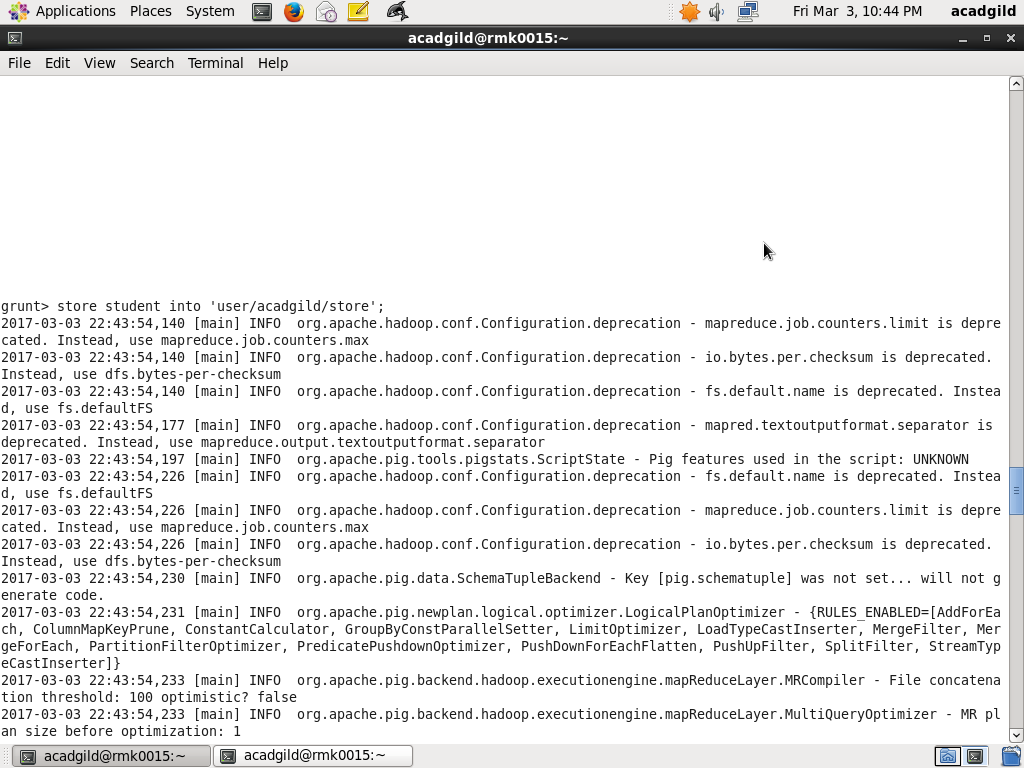 Applications Places System Fri Mar 3, 10:44 PM acadgild
acadgild@rmk0015:~
File Edit View Search Terminal Help
grunt> store student into 'user/acadgild/store';
2017-03-03 22:43:54,140 [main] INFO  org.apache.hadoop.conf.Configuration.deprecation - mapreduce.job.counters.limit is depre
cated. Instead, use mapreduce.job.counters.max
2017-03-03 22:43:54,140 [main] INFO  org.apache.hadoop.conf.Configuration.deprecation - io.bytes.per.checksum is deprecated.
Instead, use dfs.bytes-per-checksum
2017-03-03 22:43:54,140 [main] INFO  org.apache.hadoop.conf.Configuration.deprecation - fs.default.name is deprecated. Instea
d, use fs.defaultFS
2017-03-03 22:43:54,177 [main] INFO  org.apache.hadoop.conf.Configuration.deprecation - mapred.textoutputformat.separator is
deprecated. Instead, use mapreduce.output.textoutputformat.separator
2017-03-03 22:43:54,197 [main] INFO  org.apache.pig.tools.pigstats.ScriptState - Pig features used in the script: UNKNOWN
2017-03-03 22:43:54,226 [main] INFO  org.apache.hadoop.conf.Configuration.deprecation - fs.default.name is deprecated. Instea
d, use fs.defaultFS
2017-03-03 22:43:54,226 [main] INFO  org.apache.hadoop.conf.Configuration.deprecation - mapreduce.job.counters.limit is depre
cated. Instead, use mapreduce.job.counters.max
2017-03-03 22:43:54,226 [main] INFO  org.apache.hadoop.conf.Configuration.deprecation - io.bytes.per.checksum is deprecated.
Instead, use dfs.bytes-per-checksum
2017-03-03 22:43:54,230 [main] INFO  org.apache.pig.data.SchemaTupleBackend - Key [pig.schematuple] was not set... will not g
enerate code.
2017-03-03 22:43:54,231 [main] INFO  org.apache.pig.newplan.logical.optimizer.LogicalPlanOptimizer - {RULES_ENABLED=[AddForEa
ch, ColumnMapKeyPrune, ConstantCalculator, GroupByConstParallelSetter, LimitOptimizer, LoadTypeCastInserter, MergeFilter, Mer
geForEach, PartitionFilterOptimizer, PredicatePushdownOptimizer, PushDownForEachFlatten, PushUpFilter, SplitFilter, StreamTyp
eCastInserter]}
2017-03-03 22:43:54,233 [main] INFO  org.apache.pig.backend.hadoop.executionengine.mapReduceLayer.MRCompiler - File concatena
tion threshold: 100 optimistic? false
2017-03-03 22:43:54,233 [main] INFO  org.apache.pig.backend.hadoop.executionengine.mapReduceLayer.MultiQueryOptimizer - MR pl
an size before optimization: 1
acadgild@rmk0015:~ acadgild@rmk0015:~